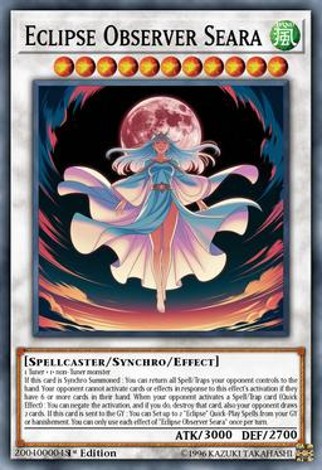 ECLIPSE OBSERVER SEARA
風
[SPELLCASTER/SYNCHRO/EFFECT]
1 Tuner + 1+ non-Tuner monster
If this card is Synchro Summoned : You can return all Spell/Traps your opponent controls to the
hand. Your opponent cannot activate cards or effects in response to this effect's activation if they
have 6 or more cards in their hand. When your opponent activates a Spell/Trap card (Quick
Effect) : You can negate the activation, and if you do, destroy that card, also your opponent draws
2 cards. If this card is sent to the GY : You can Set up to 2 "Eclipse" Quick-Play Spells from your GY
or banishment. You can only use each effect of "Eclipse Observer Seara" once per turn.
ATK/3000 DEF/2700
2004000048 1st Edition ©1996 KAZUKI TAKAHASHI